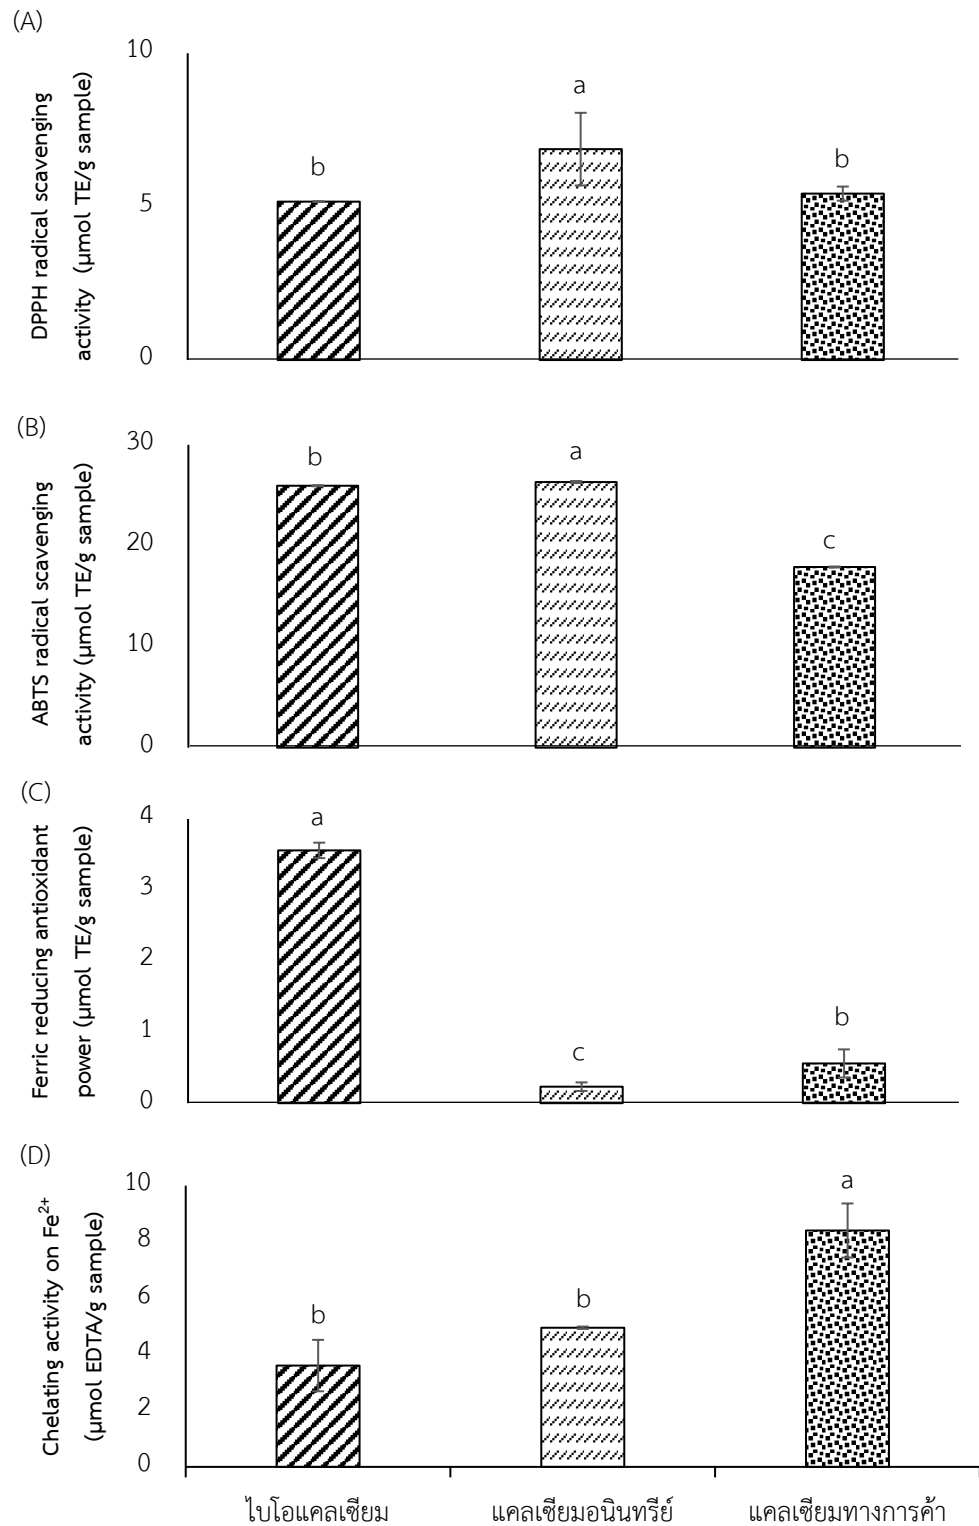 (A)
DPPH radical scavenging
activity (µmol TE/g sample)
10
5
0
b
a
b
(B)
ABTS radical scavenging
activity (µmol TE/g sample)
30
20
10
0
b
a
c
(C)
Ferric reducing antioxidant
power (µmol TE/g sample)
4
3
2
1
0
a
c
b
(D)
Chelating activity on Fe²⁺
(µmol EDTA/g sample)
10
8
6
4
2
0
b
b
a
ไบโอแคลเซียม แคลเซียมอนินทรีย์ แคลเซียมทางการค้า